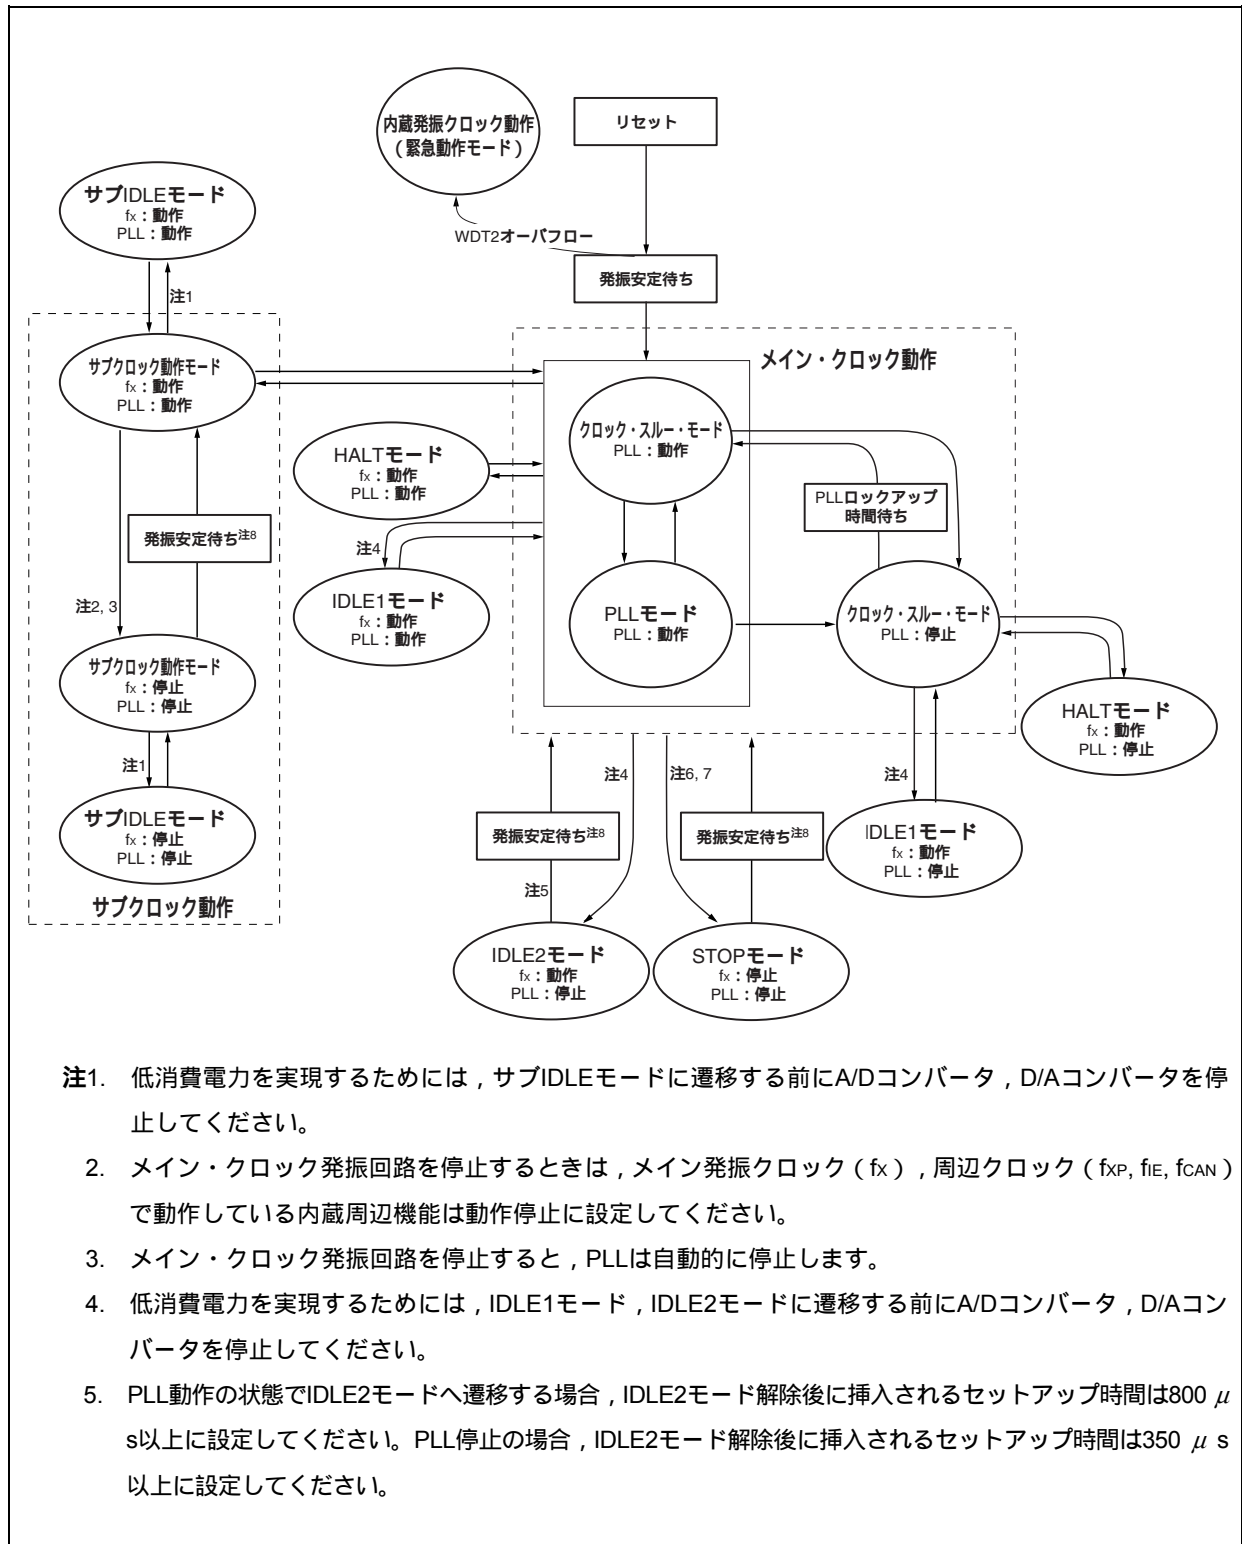 内蔵発振クロック動作
（緊急動作モード）
リセット
サブIDLEモード
fx：動作
PLL：動作
WDT2オーバフロー
発振安定待ち
注1
サブクロック動作モード
fx：動作
PLL：動作
メイン・クロック動作
クロック・スルー・モード
PLL：動作
HALTモード
fx：動作
PLL：動作
PLLロックアップ
時間待ち
発振安定待ち注8
注4
IDLE1モード
fx：動作
PLL：動作
PLLモード
PLL：動作
クロック・スルー・モード
PLL：停止
注2, 3
サブクロック動作モード
fx：停止
PLL：停止
HALTモード
fx：動作
PLL：停止
注1
注4
注6, 7
注4
サブIDLEモード
fx：停止
PLL：停止
発振安定待ち注8
発振安定待ち注8
IDLE1モード
fx：動作
PLL：停止
注5
サブクロック動作
IDLE2モード
fx：動作
PLL：停止
STOPモード
fx：停止
PLL：停止
注1. 低消費電力を実現するためには，サブIDLEモードに遷移する前にA/Dコンバータ，D/Aコンバータを停
止してください。
2. メイン・クロック発振回路を停止するときは，メイン発振クロック（fX），周辺クロック（fXP, fIE, fCAN）
で動作している内蔵周辺機能は動作停止に設定してください。
3. メイン・クロック発振回路を停止すると，PLLは自動的に停止します。
4. 低消費電力を実現するためには，IDLE1モード，IDLE2モードに遷移する前にA/Dコンバータ，D/Aコン
バータを停止してください。
5. PLL動作の状態でIDLE2モードへ遷移する場合，IDLE2モード解除後に挿入されるセットアップ時間は800 μ
s以上に設定してください。PLL停止の場合，IDLE2モード解除後に挿入されるセットアップ時間は350 μ s
以上に設定してください。